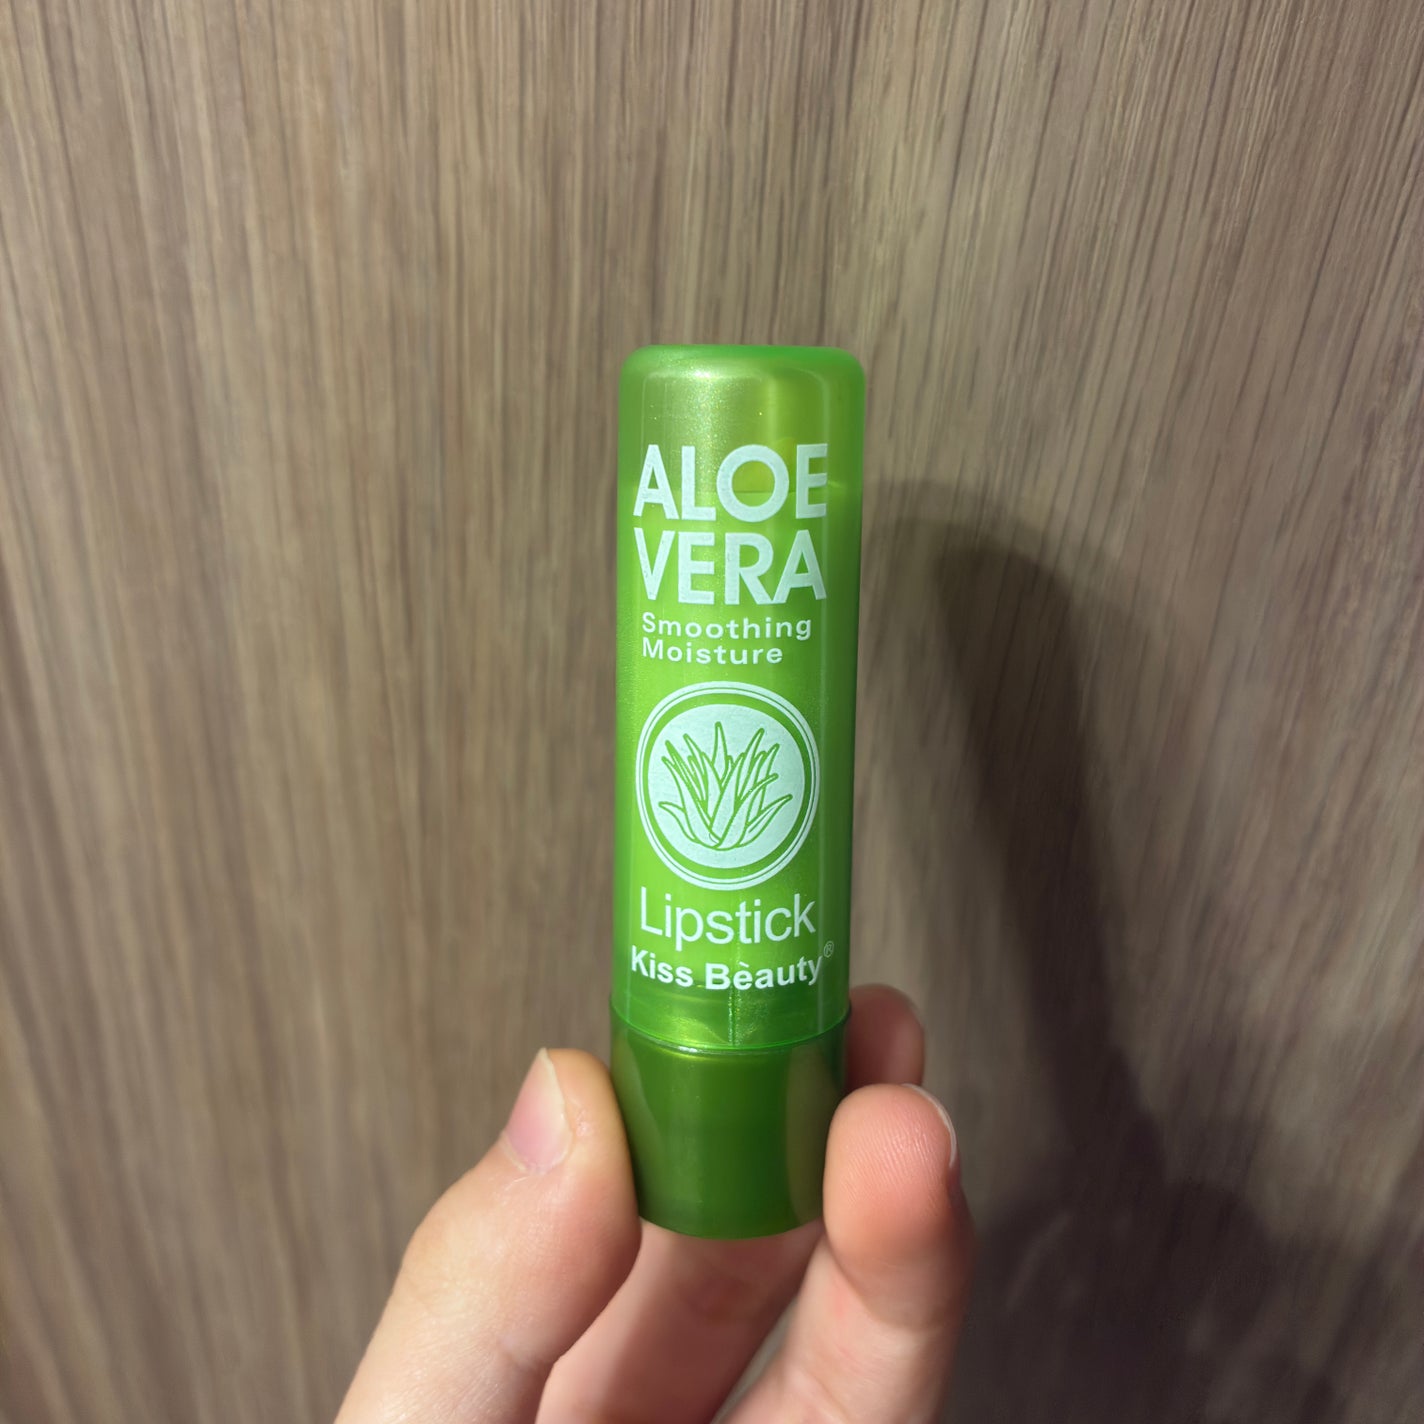 ALOE
VERA
Smoothing
Moisture
Lipstick
Kiss Bèauty®